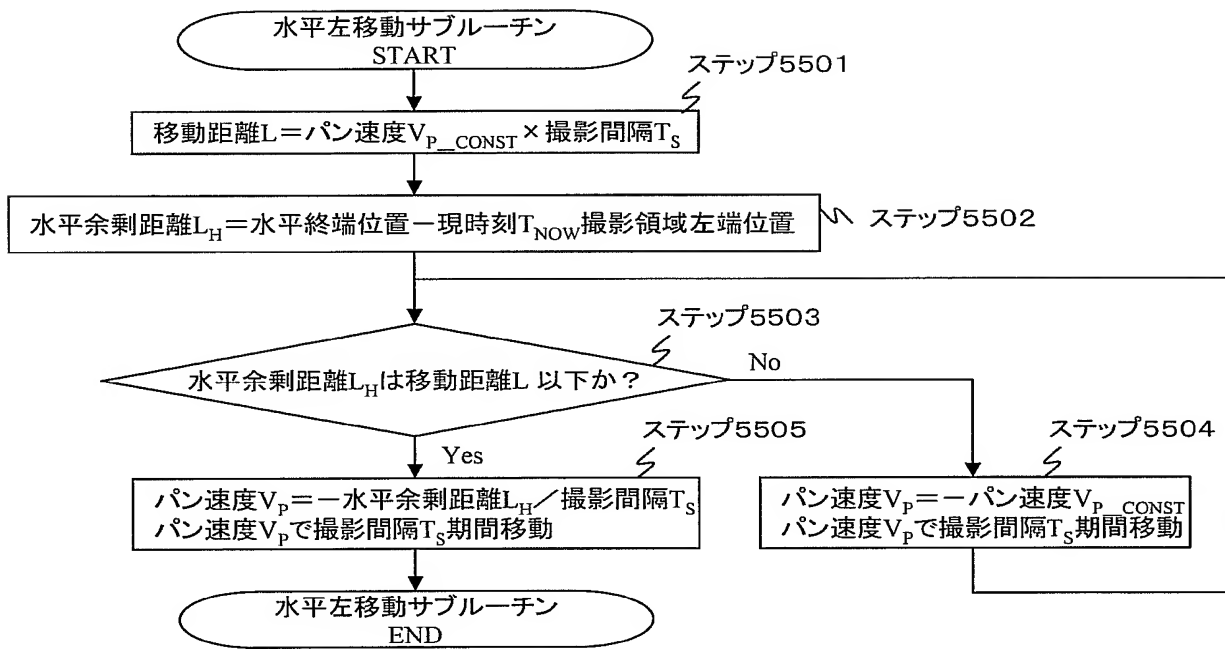 水平左移動サブルーチン
START
ステップ5501
移動距離L＝パン速度V_P_CONST×撮影間隔T_S
水平余剰距離L_H＝水平終端位置－現時刻T_NOW撮影領域左端位置
ステップ5502
ステップ5503
水平余剰距離L_Hは移動距離L 以下か？
No
Yes
ステップ5505
ステップ5504
パン速度V_P＝－水平余剰距離L_H／撮影間隔T_S
パン速度V_Pで撮影間隔T_S期間移動
パン速度V_P＝－パン速度V_P_CONST
パン速度V_Pで撮影間隔T_S期間移動
水平左移動サブルーチン
END